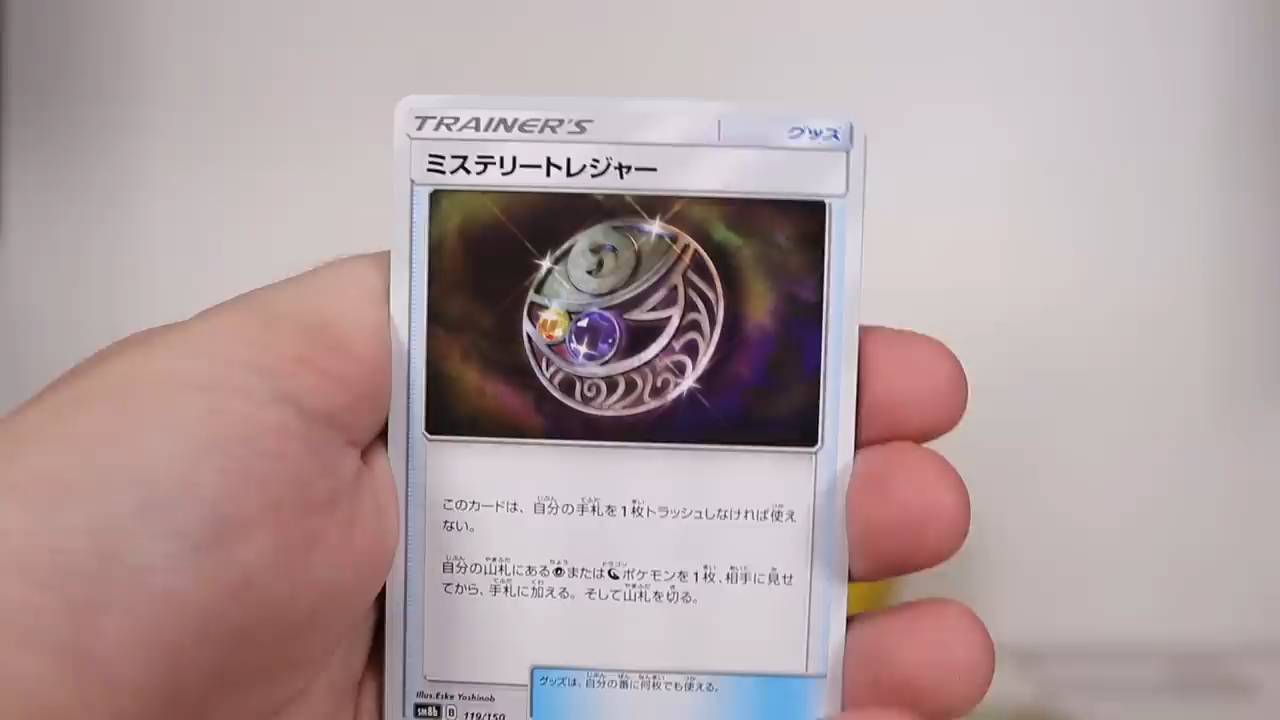 TRAINER'S
グッズ
ミステリートレジャー
このカードは、自分の手札を1枚トラッシュしなければ使え
ない。
自分の山札にあるまたはポケモンを1枚、相手に見せ
てから、手札に加える。そして山札を切る。
グッズは、自分の番に何枚でも使える。
Illus.Eske Yoshinob
SM8b B 119/150